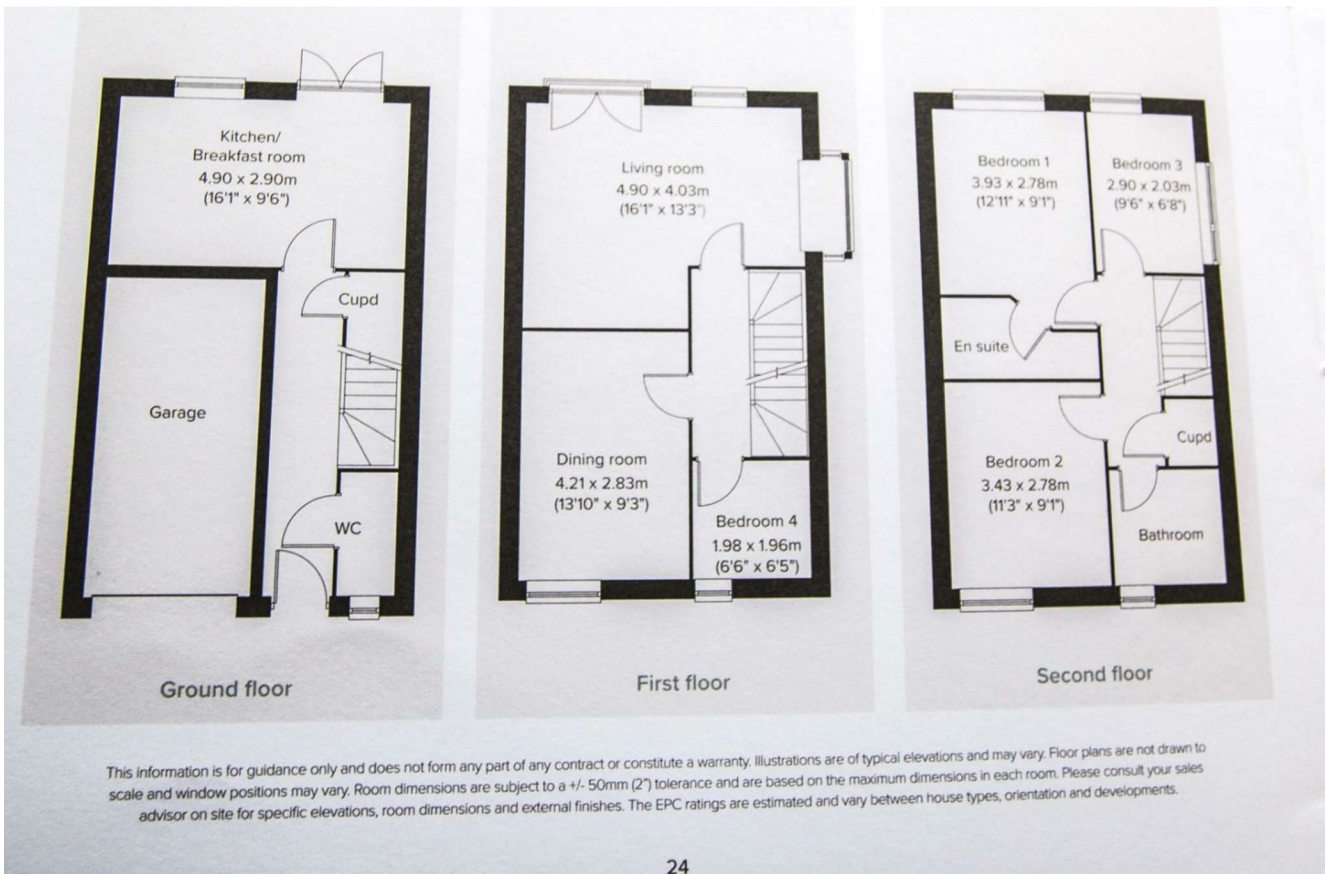 Kitchen/
Breakfast room
4.90 x 2.90m
(16'1" x 9'6")
Cupd
Garage
WC
Ground floor
Living room
4.90 x 4.03m
(16'1" x 13'3")
Dining room
4.21 x 2.83m
(13'10" x 9'3")
Bedroom 4
1.98 x 1.96m
(6'6" x 6'5")
First floor
Bedroom 1
3.93 x 2.78m
(12'11" x 9'1")
Bedroom 3
2.90 x 2.03m
(9'6" x 6'8")
En suite
Bedroom 2
3.43 x 2.78m
(11'3" x 9'1")
Cupd
Bathroom
Second floor
This information is for guidance only and does not form any part of any contract or constitute a warranty. Illustrations are of typical elevations and may vary. Floor plans are not drawn to
scale and window positions may vary. Room dimensions are subject to a +/- 50mm (2") tolerance and are based on the maximum dimensions in each room. Please consult your sales
advisor on site for specific elevations, room dimensions and external finishes. The EPC ratings are estimated and vary between house types, orientation and developments.
24